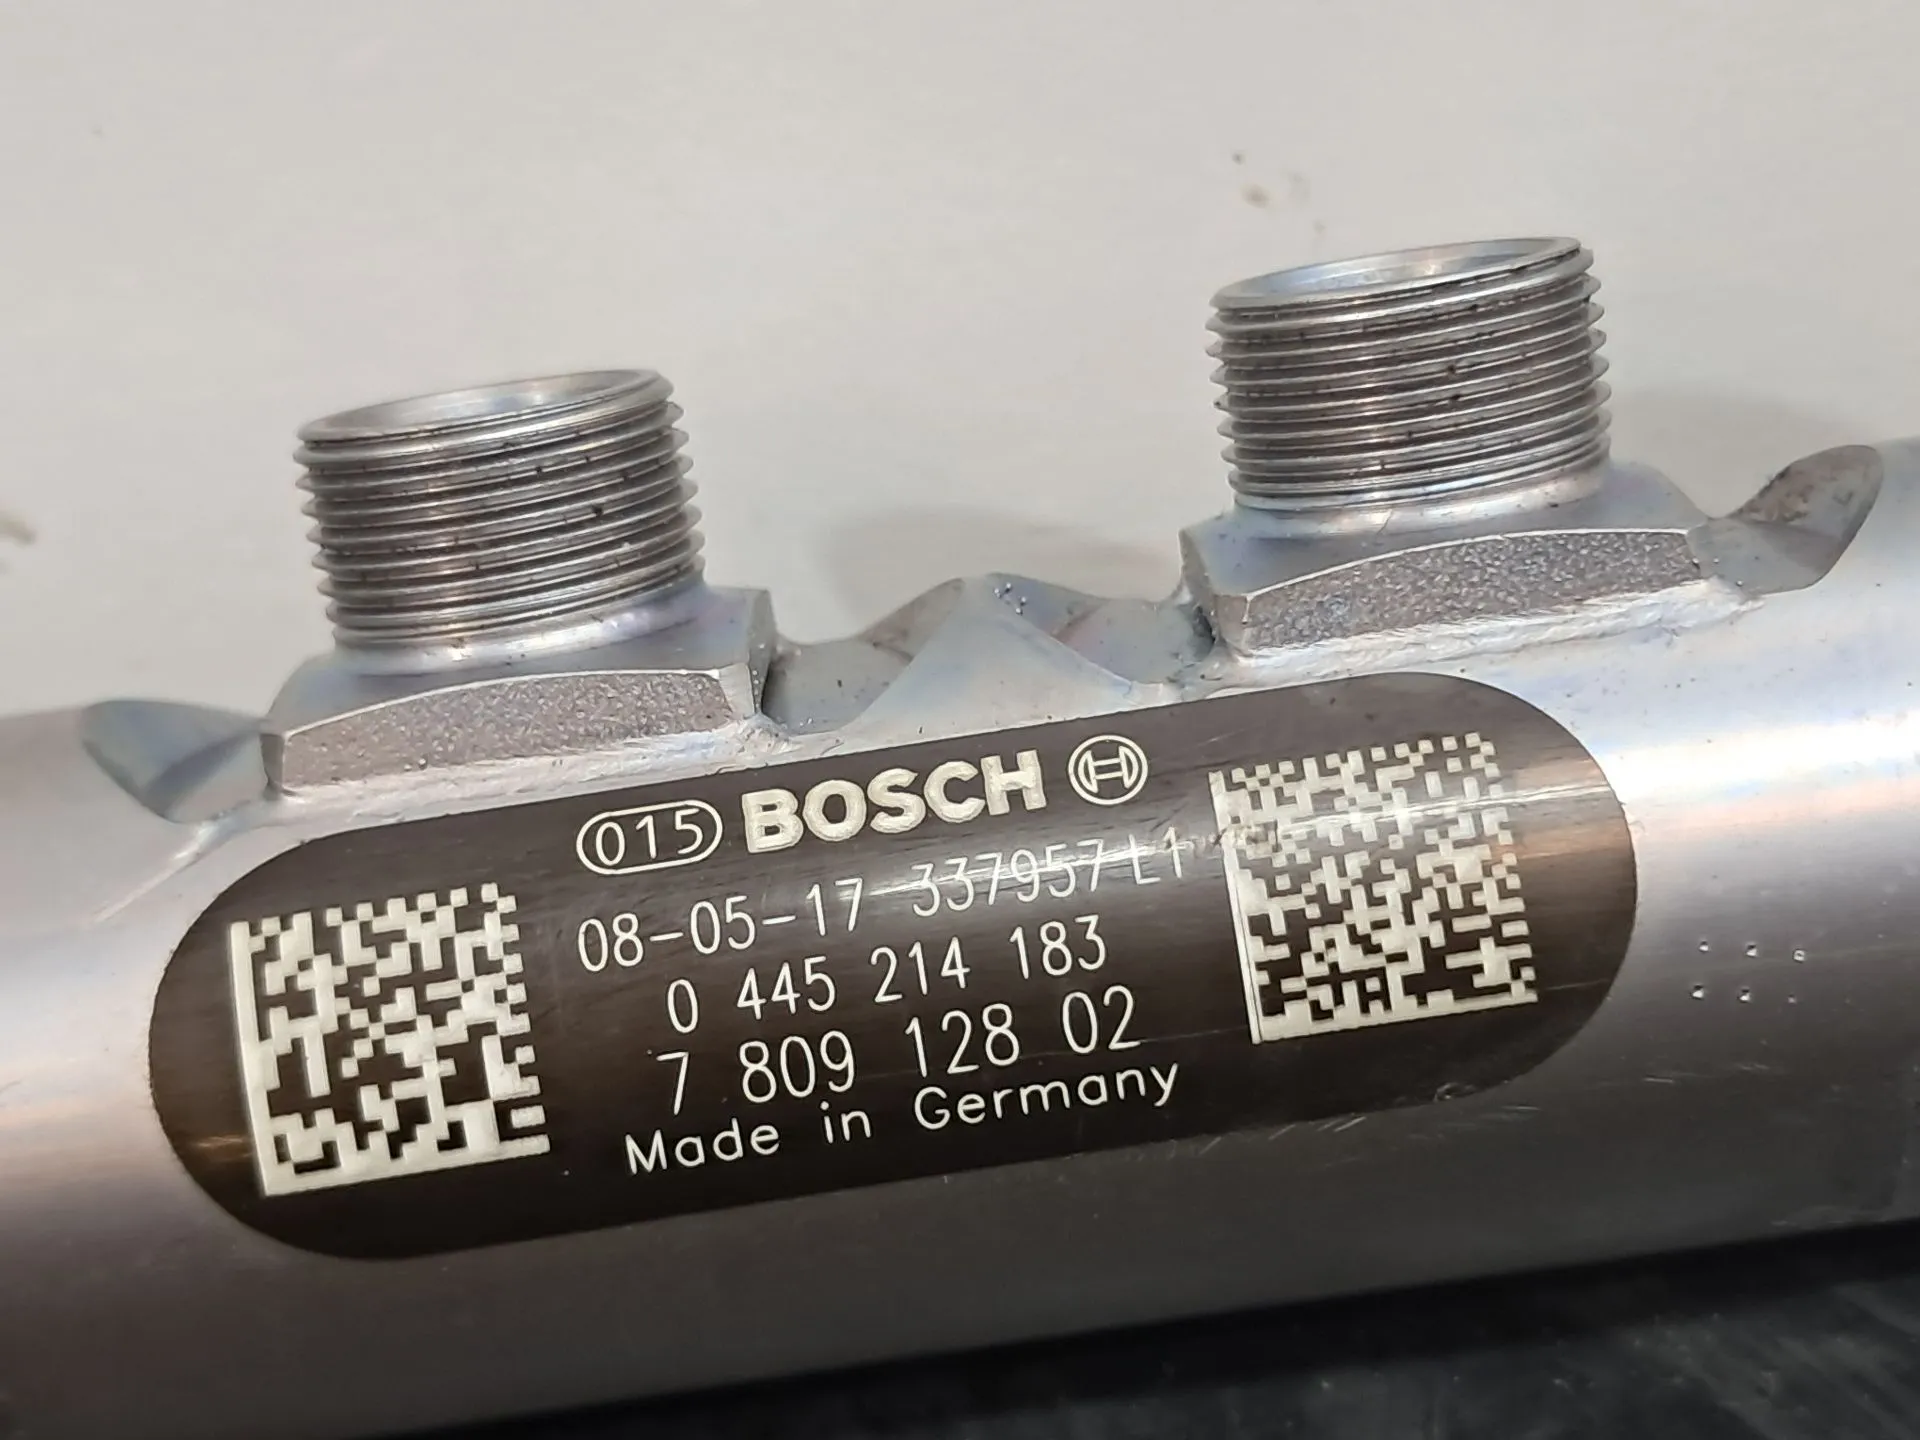 015 BOSCH
08-05-17 337957 L1
0 445 214 183
7 809 128 02
Made in Germany